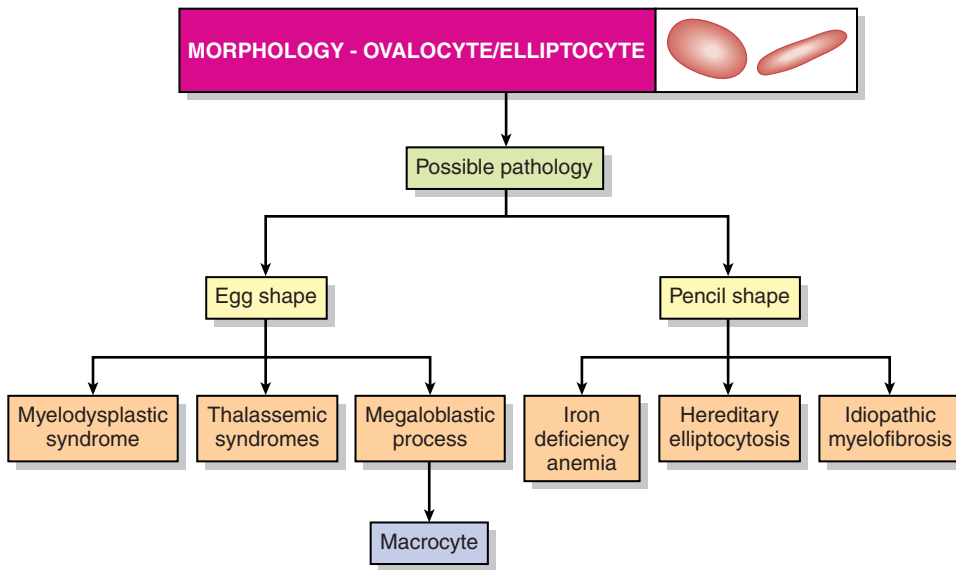 MORPHOLOGY - OVALOCYTE/ELLIPTOCYTE
Possible pathology
Egg shape
Pencil shape
Myelodysplastic
syndrome
Thalassemic
syndromes
Megaloblastic
process
Iron
deficiency
anemia
Hereditary
elliptocytosis
Idiopathic
myelofibrosis
Macrocyte